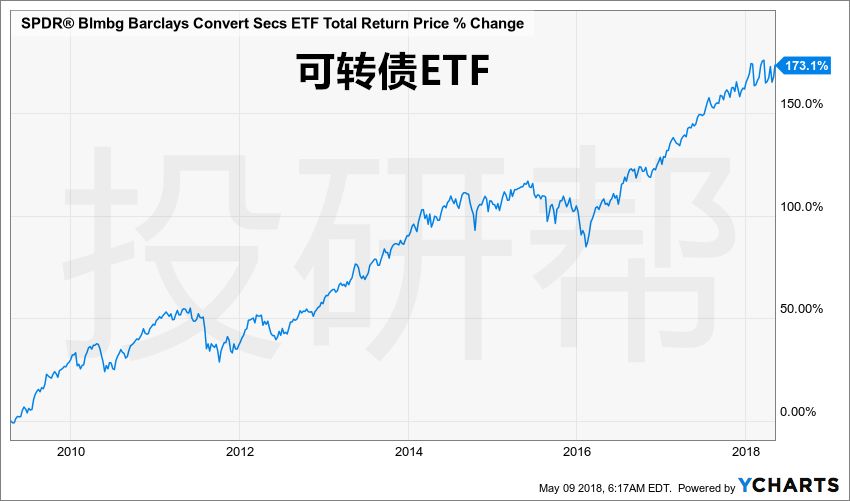 SPDR® Blmbg Barclays Convert Secs ETF Total Return Price % Change
可转债ETF
投研帮
173.1%
150.0%
100.0%
50.00%
0.00%
2010 2012 2014 2016 2018
May 09 2018, 6:17AM EDT. Powered by YCHARTS